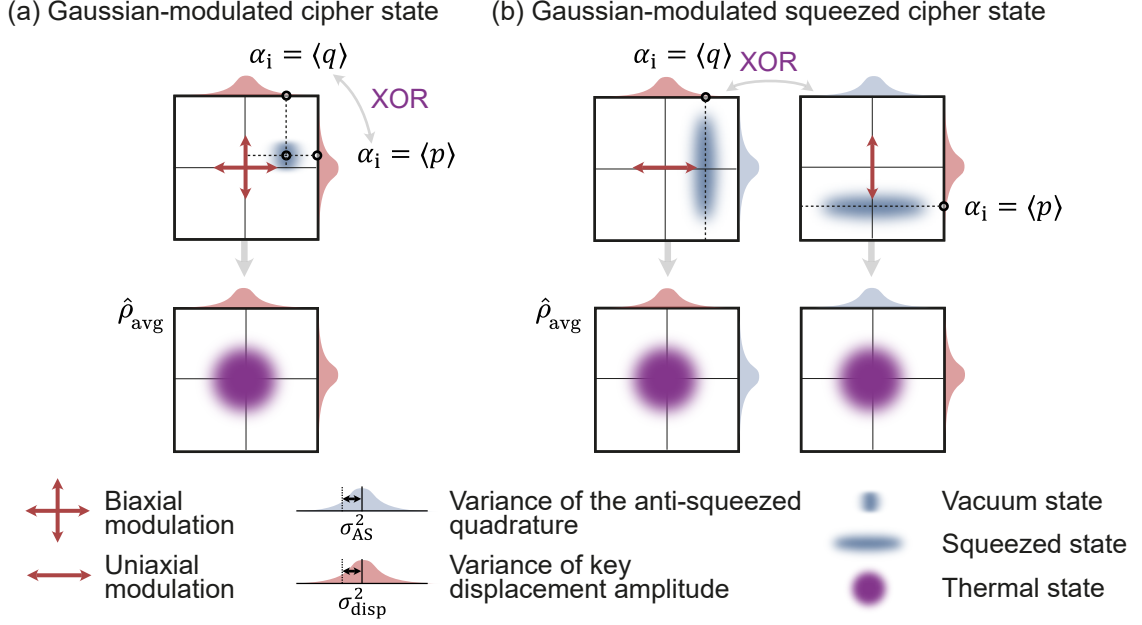 (a) Gaussian-modulated cipher state
(b) Gaussian-modulated squeezed cipher state
αᵢ = ⟨q⟩
XOR
αᵢ = ⟨p⟩
αᵢ = ⟨q⟩
XOR
αᵢ = ⟨p⟩
ρ̂avg
ρ̂avg
Biaxial
modulation
Uniaxial
modulation
σ²AS
Variance of the anti-squeezed
quadrature
σ²disp
Variance of key
displacement amplitude
Vacuum state
Squeezed state
Thermal state